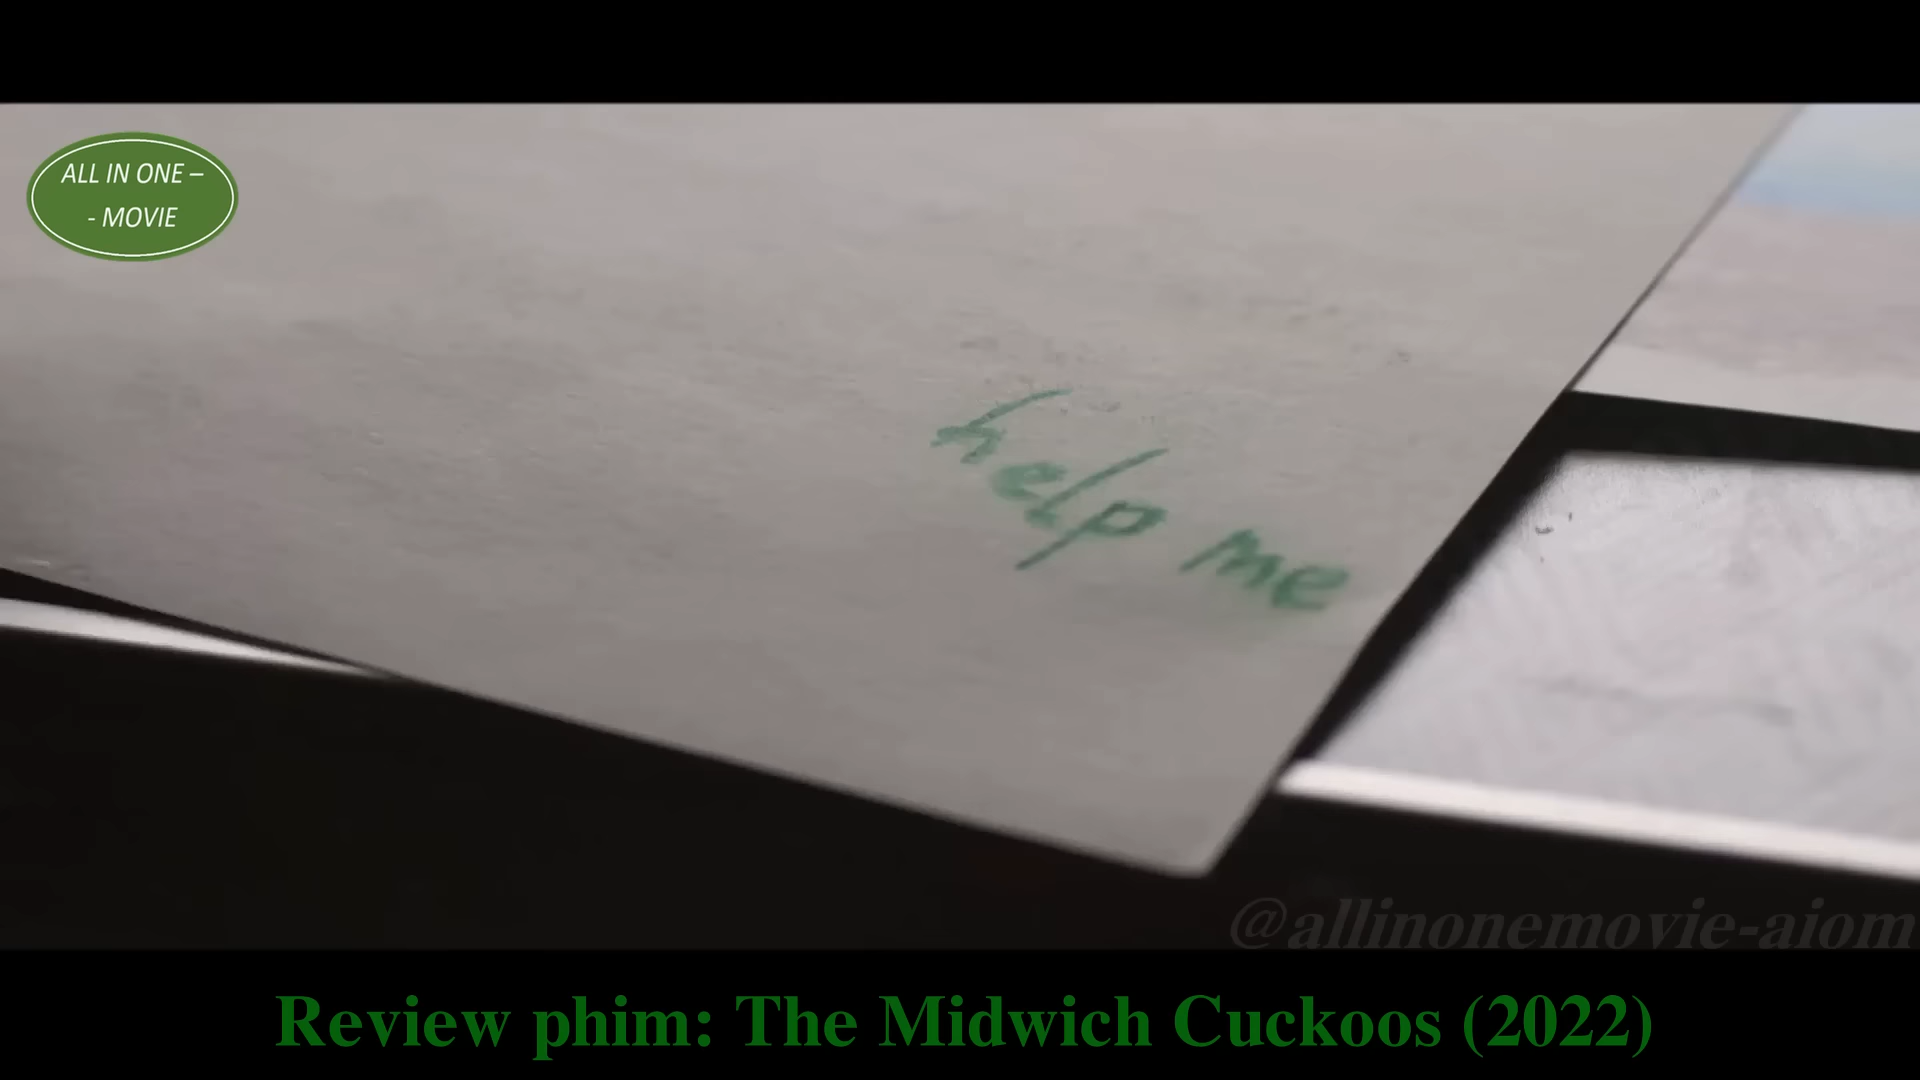 ALL IN ONE –
- MOVIE
help me
@allinonemovie-aiom
Review phim: The Midwich Cuckoos (2022)